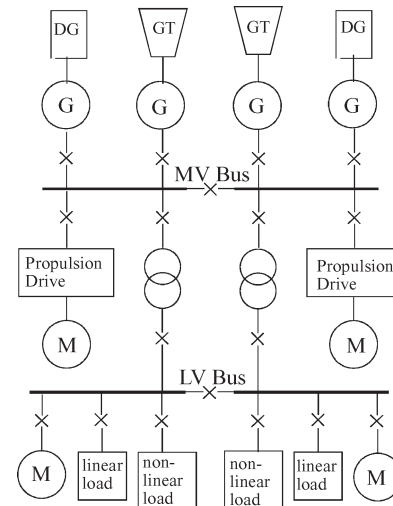 DG
GT
GT
DG
G
G
G
G
MV Bus
Propulsion
Drive
Propulsion
Drive
M
M
LV Bus
M
linear
load
non-
linear
load
non-
linear
load
linear
load
M